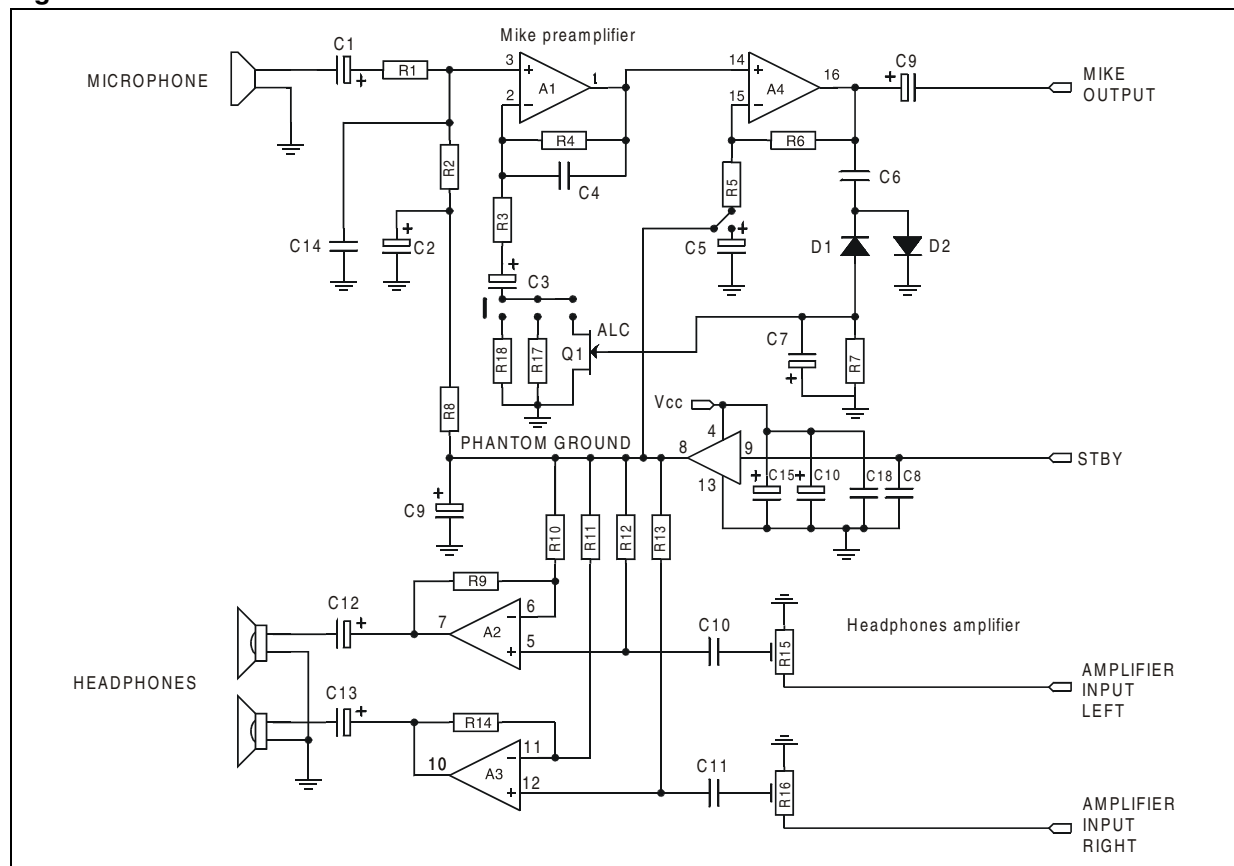 C1
Mike preamplifier
C9
MICROPHONE
+
R1
3
+
A1
1
2
−
14
+
A4
16
15
−
+
MIKE
OUTPUT
R4
R6
R2
C4
R5
C6
R3
C14
+
C2
C5
+
D1
D2
+
C3
ALC
C7
+
R18
R17
Q1
R7
R8
Vcc
PHANTOM GROUND
8
4
9
13
STBY
+
C15
+
C10
C18
C8
+
C9
R10
R11
R12
R13
R9
C12
+
7
6
−
A2
5
+
C10
R15
Headphones amplifier
HEADPHONES
AMPLIFIER
INPUT
LEFT
C13
+
R14
10
11
−
A3
12
+
C11
R16
AMPLIFIER
INPUT
RIGHT